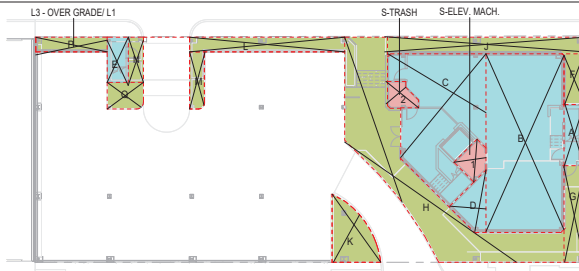 L3 - OVER GRADE/ L1
S-TRASH
S-ELEV. MACH.
P
L
J
E
N
M
C
F
O
2
B
A
1
D
H
G
K